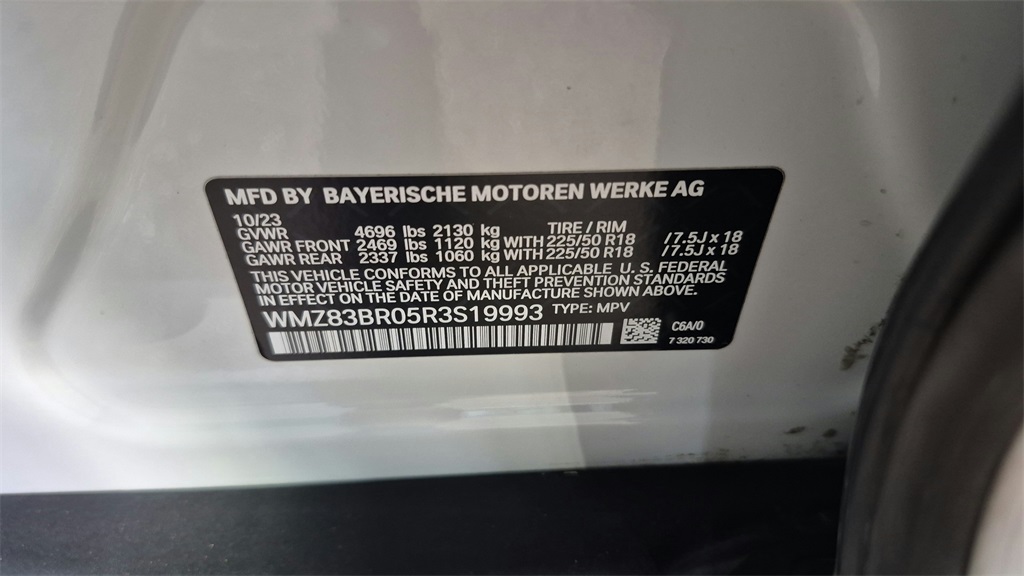 MFD BY BAYERISCHE MOTOREN WERKE AG
10/23 TIRE / RIM
GVWR 4696 lbs 2130 kg
GAWR FRONT 2469 lbs 1120 kg WITH 225/50 R18 / 7.5J x 18
GAWR REAR 2337 lbs 1060 kg WITH 225/50 R18 / 7.5J x 18
THIS VEHICLE CONFORMS TO ALL APPLICABLE U. S. FEDERAL
MOTOR VEHICLE SAFETY AND THEFT PREVENTION STANDARDS
IN EFFECT ON THE DATE OF MANUFACTURE SHOWN ABOVE.
WMZ83BR05R3S19993 TYPE: MPV
C6A/0
7 320 730